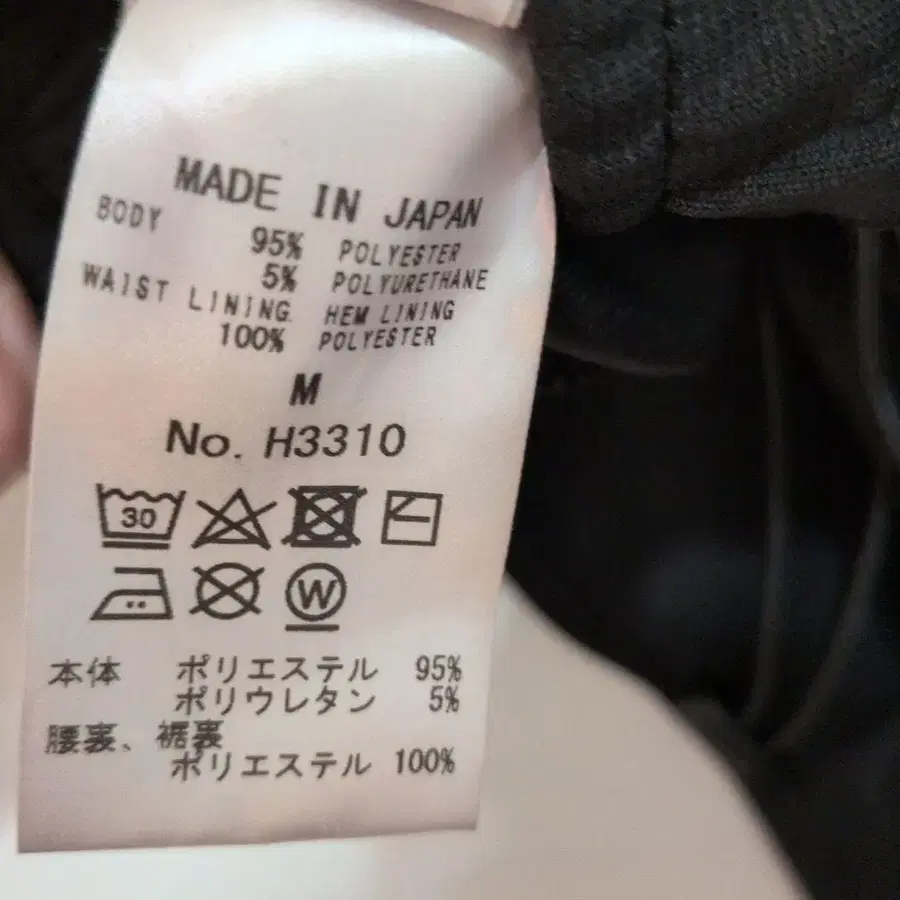 MADE IN JAPAN
BODY
95% POLYESTER
5% POLYURETHANE
WAIST LINING. HEM LINING
100% POLYESTER
M
No. H3310
30
W
本体 ポリエステル 95%
ポリウレタン 5%
腰裏、裾裏
ポリエステル 100%